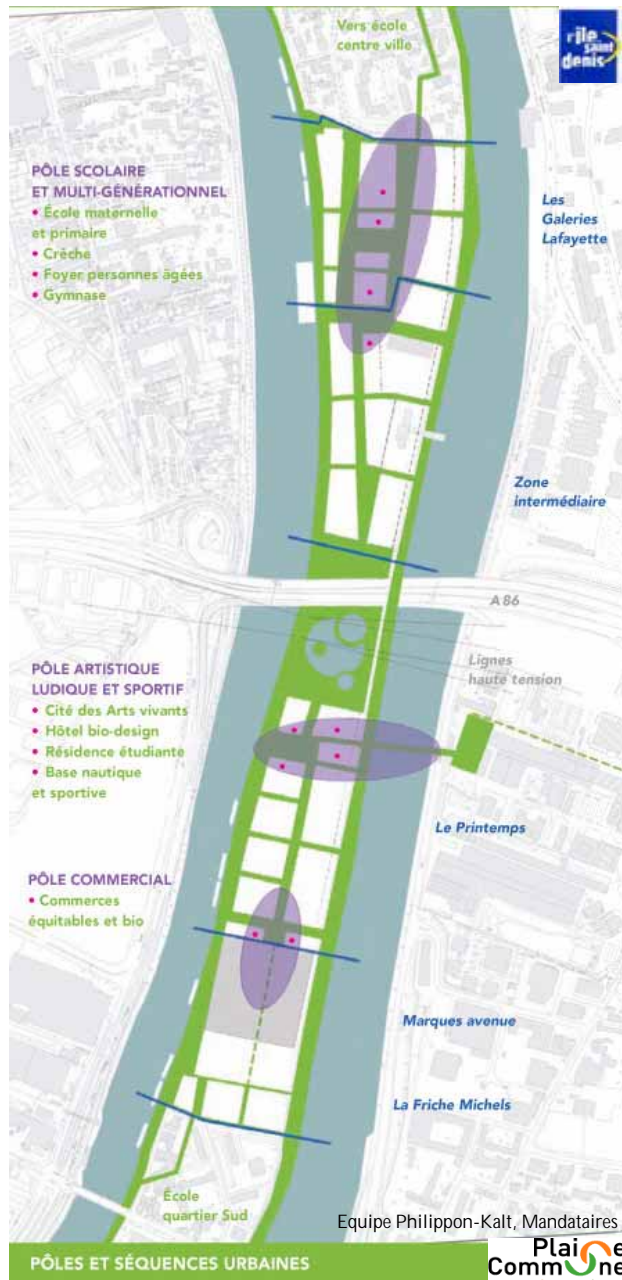 Vers école
centre ville
l'île
saint
denis
PÔLE SCOLAIRE
ET MULTI-GÉNÉRATIONNEL
• École maternelle
et primaire
• Crèche
• Foyer personnes âgées
• Gymnase
Les
Galeries
Lafayette
Zone
intermédiaire
A 86
Lignes
haute tension
PÔLE ARTISTIQUE
LUDIQUE ET SPORTIF
• Cité des Arts vivants
• Hôtel bio-design
• Résidence étudiante
• Base nautique
et sportive
Le Printemps
PÔLE COMMERCIAL
• Commerces
équitables et bio
Marques avenue
La Friche Michels
École
quartier Sud
Equipe Philippon-Kalt, Mandataires
PÔLES ET SÉQUENCES URBAINES
Plaine
Commune